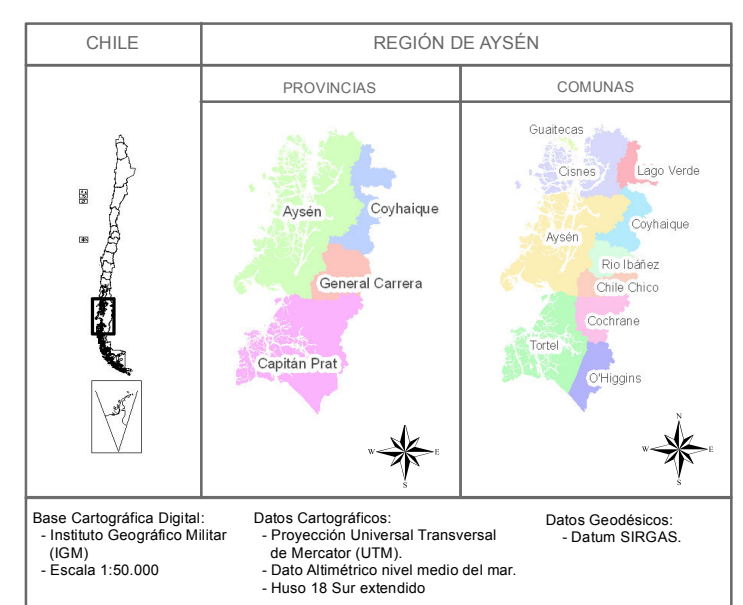 CHILE
REGIÓN DE AYSÉN
PROVINCIAS
COMUNAS
Aysén
Coyhaique
General Carrera
Capitán Prat
W
E
S
Guaitecas
Cisnes
Lago Verde
Coyhaique
Aysén
Rio Ibáñez
Chile Chico
Cochrane
Tortel
O'Higgins
N
W
E
S
Base Cartográfica Digital:
- Instituto Geográfico Militar
(IGM)
- Escala 1:50.000
Datos Cartográficos:
- Proyección Universal Transversal
de Mercator (UTM).
- Dato Altimétrico nivel medio del mar.
- Huso 18 Sur extendido
Datos Geodésicos:
- Datum SIRGAS.